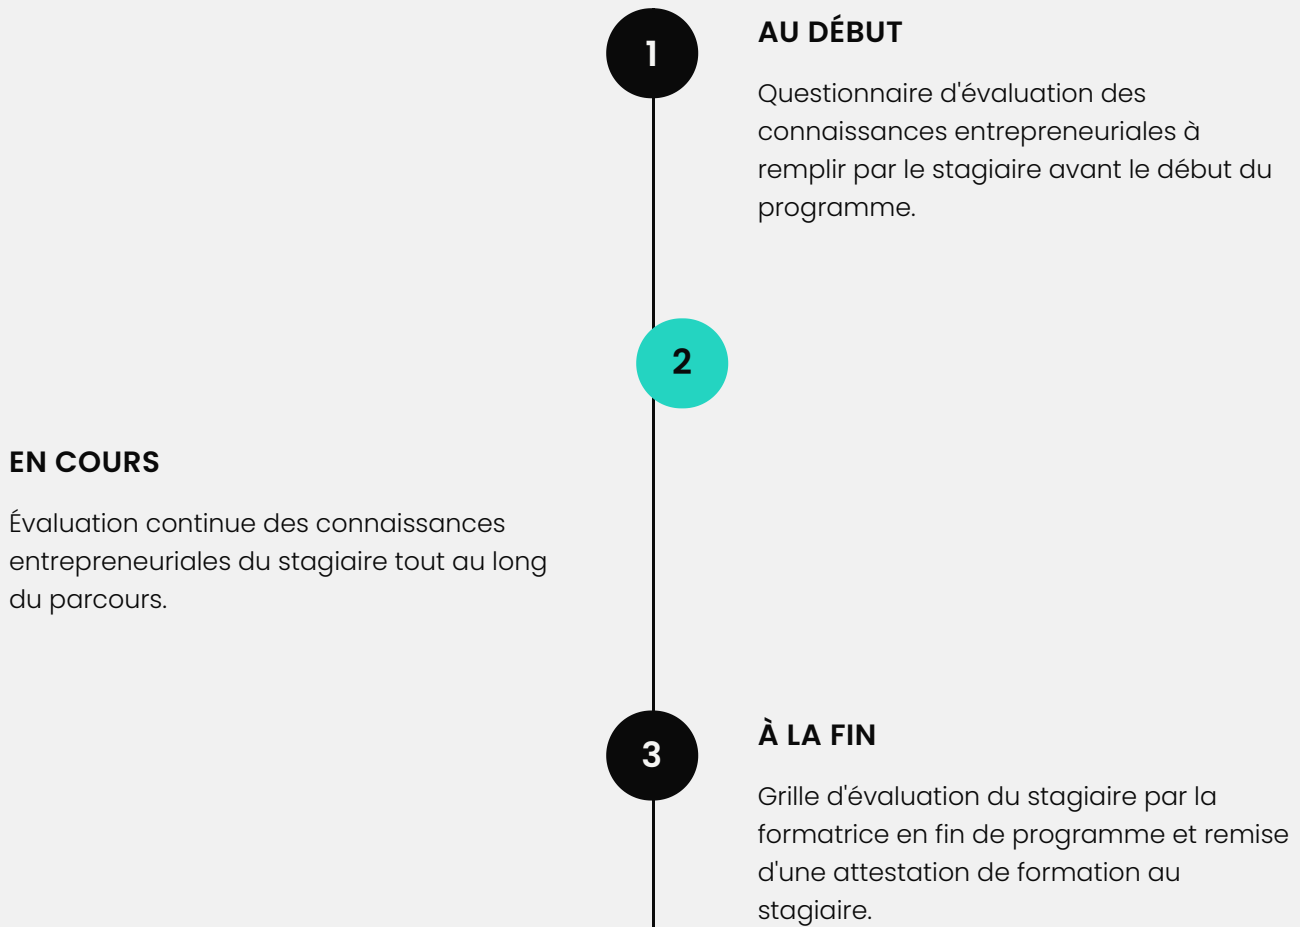 1
AU DÉBUT
Questionnaire d'évaluation des
connaissances entrepreneuriales à
remplir par le stagiaire avant le début du
programme.
2
EN COURS
Évaluation continue des connaissances
entrepreneuriales du stagiaire tout au long
du parcours.
3
À LA FIN
Grille d'évaluation du stagiaire par la
formatrice en fin de programme et remise
d'une attestation de formation au
stagiaire.